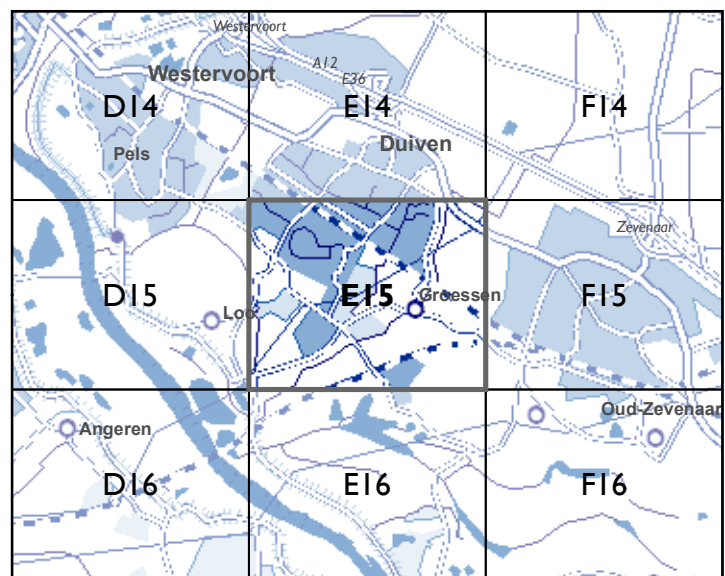 Westervoort
A12
E36
Westervoort
D14
E14
F14
Pels
Duiven
Zevenaar
D15
Loo
E15
Groessen
F15
Angeren
Oud-Zevenaar
D16
E16
F16